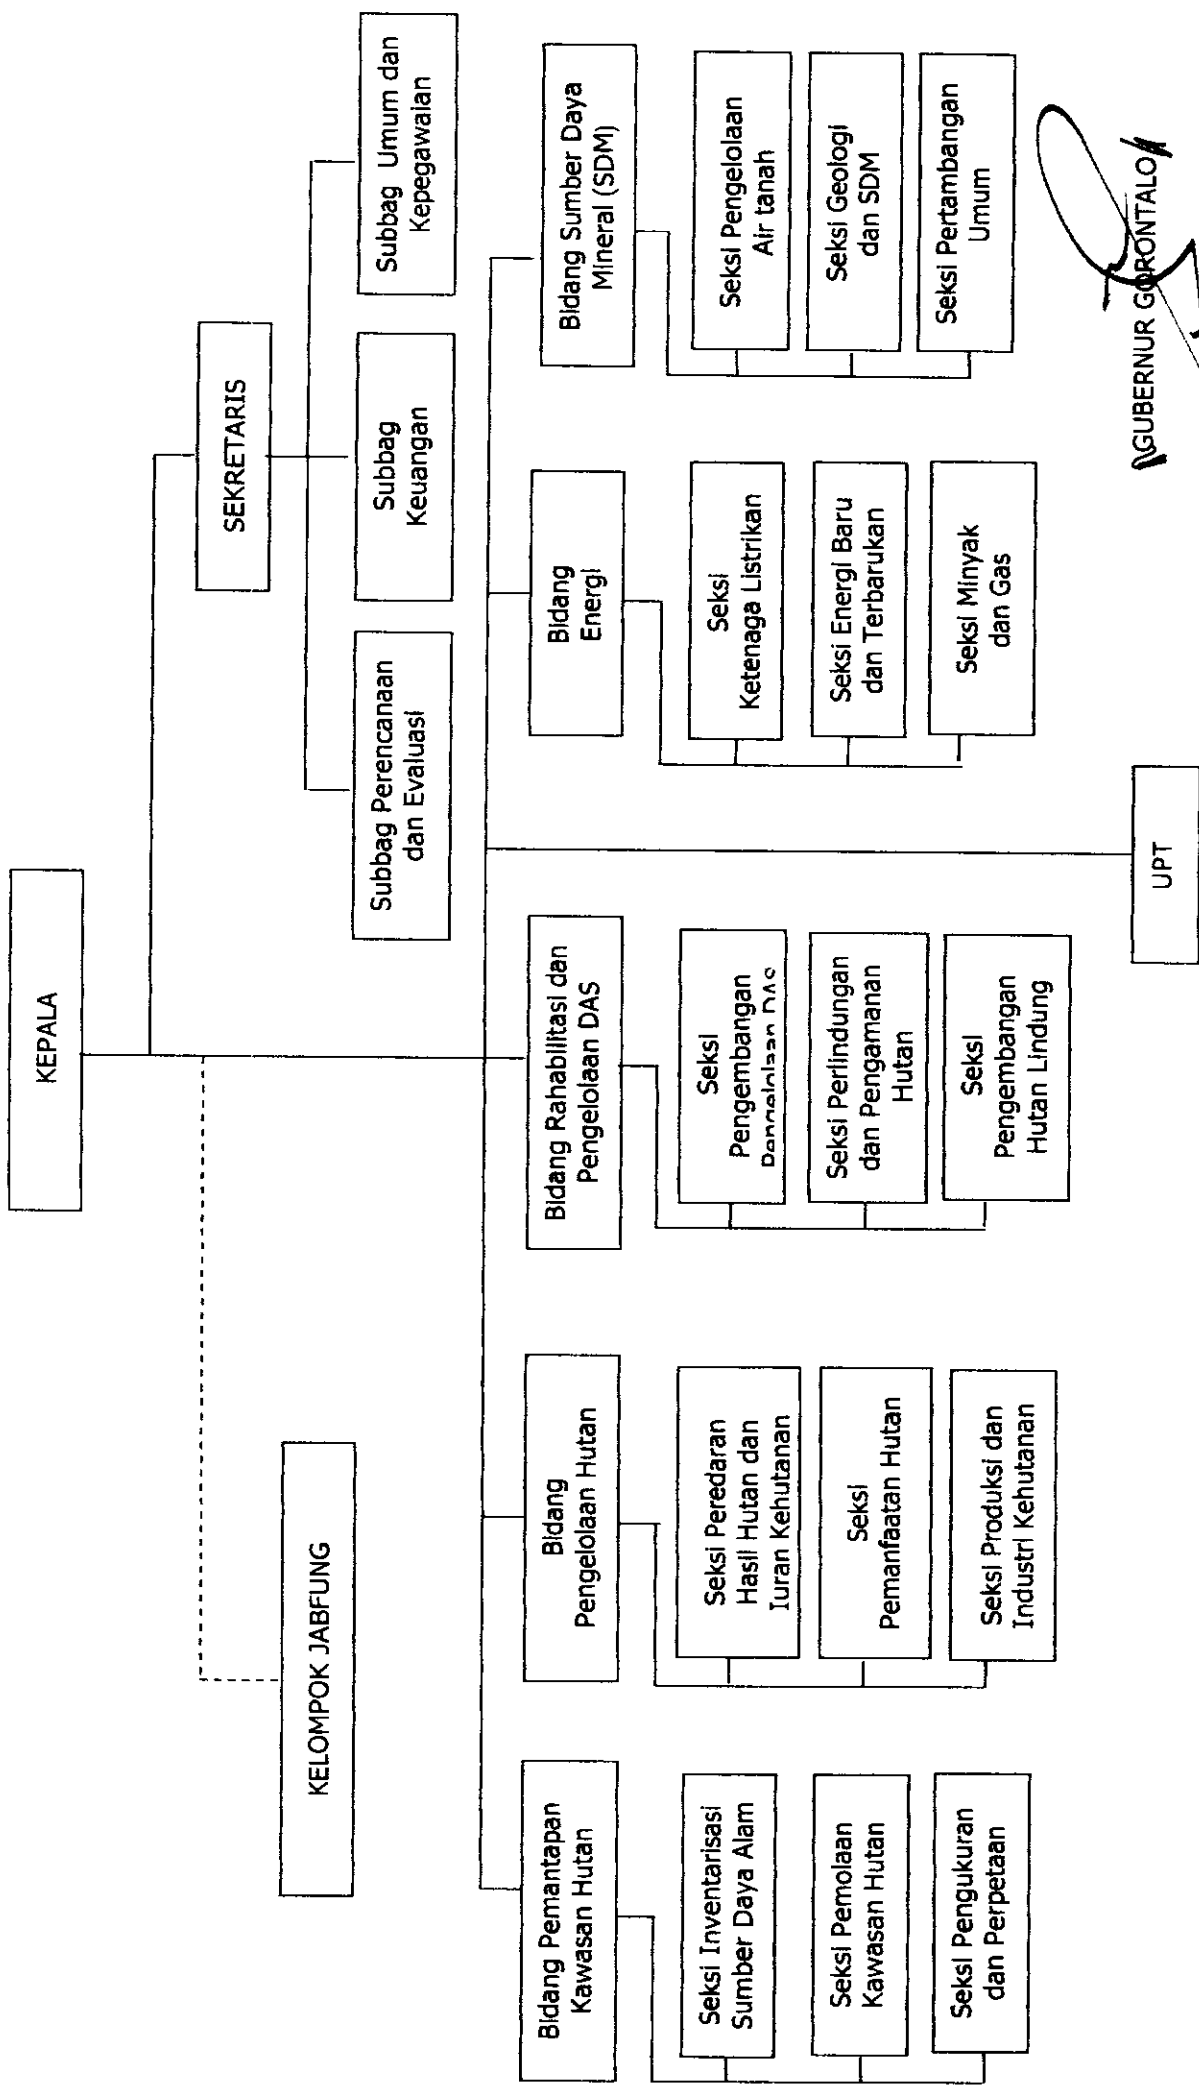 KEPALA
SEKRETARIS
KELOMPOK JABFUNG
Subbag Perencanaan
dan Evaluasi
Subbag
Keuangan
Subbag Umum dan
Kepegawaian
Bidang Pemantapan
Kawasan Hutan
Seksi Inventarisasi
Sumber Daya Alam
Seksi Pemolaan
Kawasan Hutan
Seksi Pengukuran
dan Perpetaan
Bidang
Pengelolaan Hutan
Seksi Peredaran
Hasil Hutan dan
Iuran Kehutanan
Seksi
Pemanfaatan Hutan
Seksi Produksi dan
Industri Kehutanan
Bidang Rahabilitasi dan
Pengelolaan DAS
Seksi
Pengembangan
Pengelolaan DAS
Seksi Perlindungan
dan Pengamanan
Hutan
Seksi
Pengembangan
Hutan Lindung
Bidang
Energi
Seksi
Ketenaga Listrikan
Seksi Energi Baru
dan Terbarukan
Seksi Minyak
dan Gas
Bidang Sumber Daya
Mineral (SDM)
Seksi Pengelolaan
Air tanah
Seksi Geologi
dan SDM
Seksi Pertambangan
Umum
UPT
GUBERNUR GORONTALO